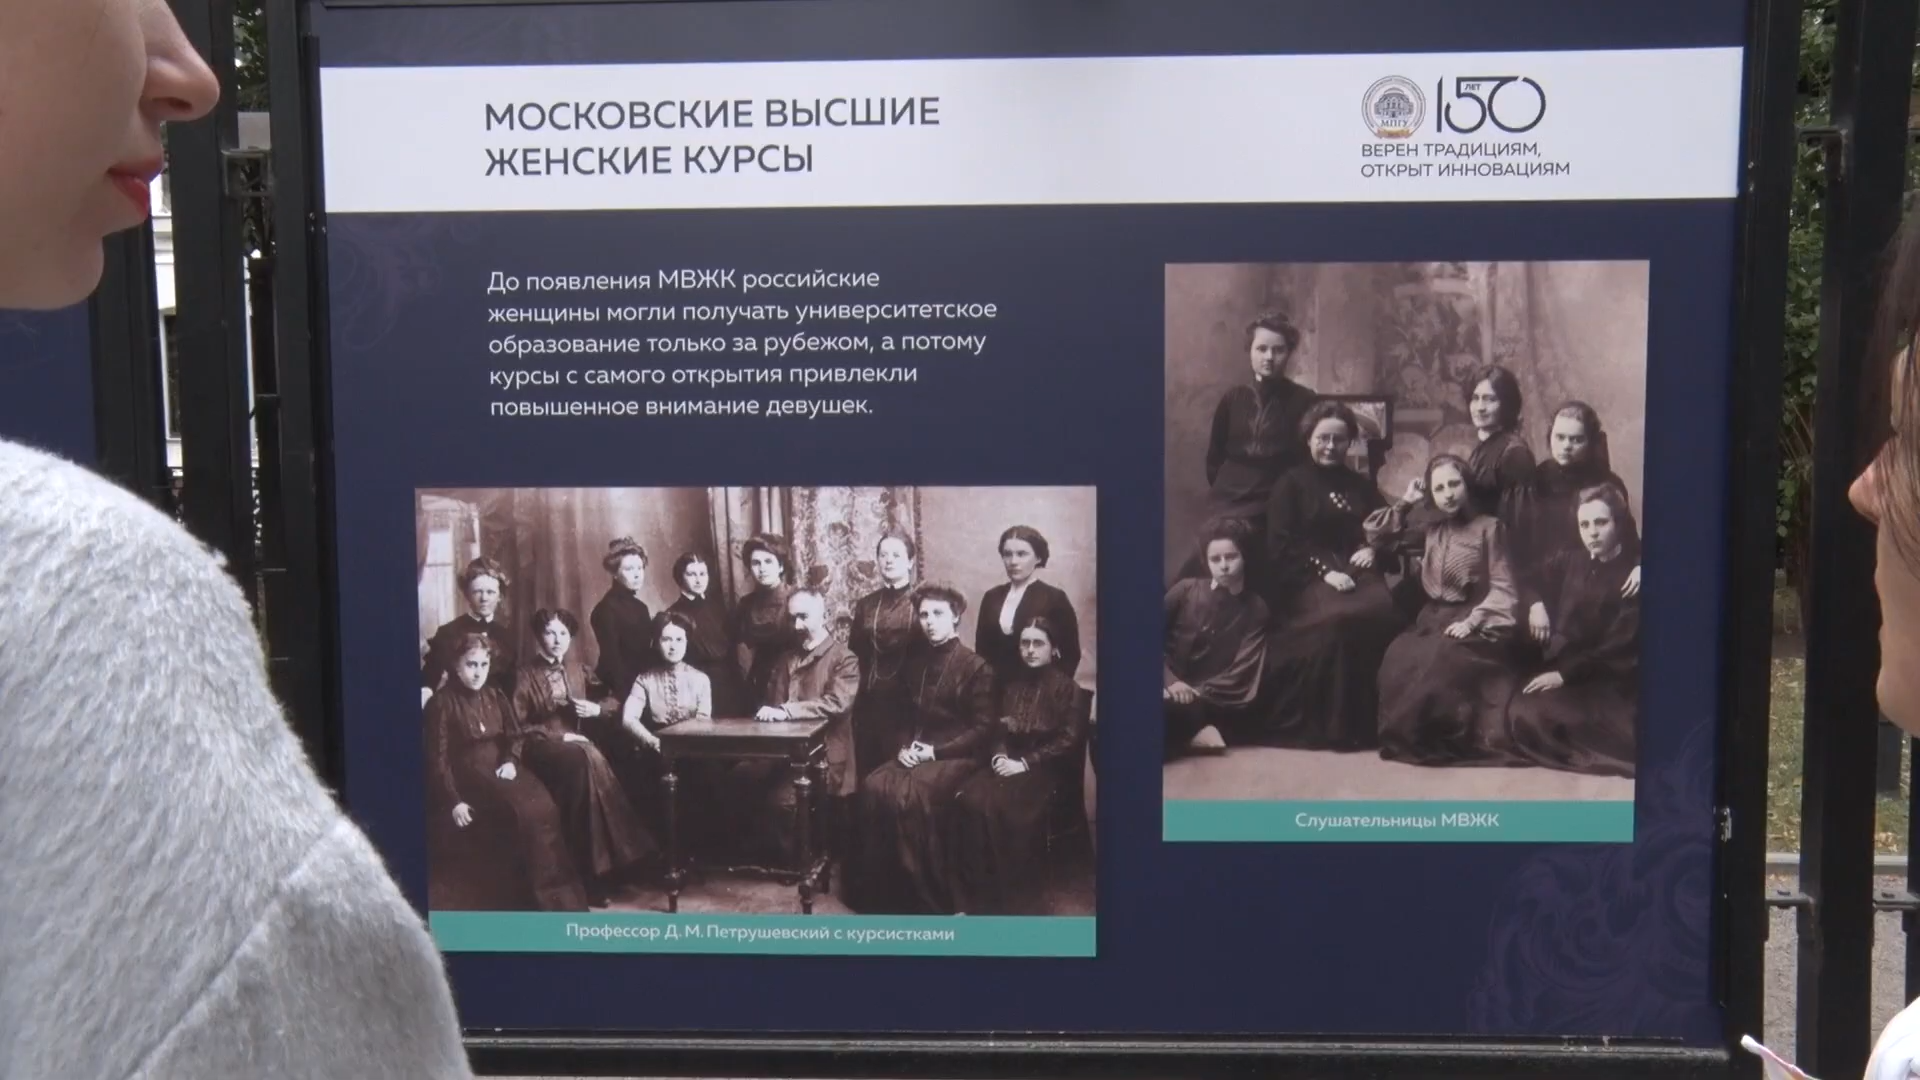 МОСКОВСКИЕ ВЫСШИЕ
ЖЕНСКИЕ КУРСЫ
МПГУ
150
ЛЕТ
ВЕРЕН ТРАДИЦИЯМ,
ОТКРЫТ ИННОВАЦИЯМ
До появления МВЖК российские
женщины могли получать университетское
образование только за рубежом, а потому
курсы с самого открытия привлекли
повышенное внимание девушек.
Профессор Д. М. Петрушевский с курсистками
Слушательницы МВЖК